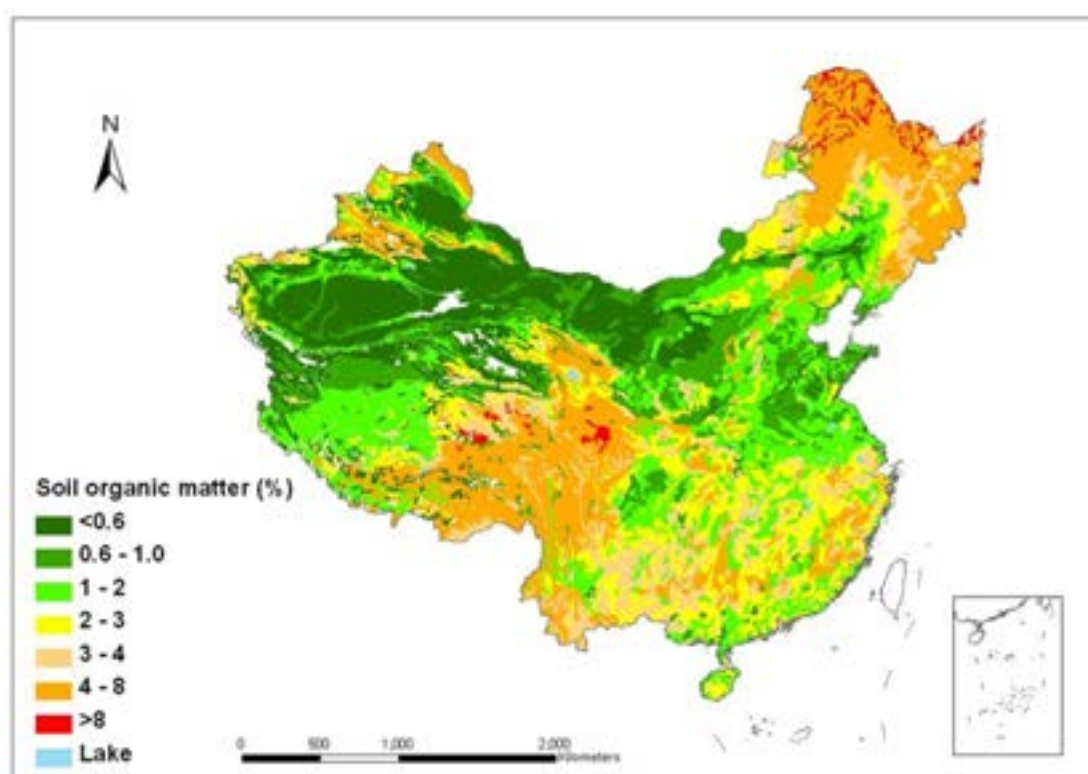 N
Soil organic matter (%)
<0.6
0.6 - 1.0
1 - 2
2 - 3
3 - 4
4 - 8
>8
Lake
0 500 1,000 2,000
Kilometers